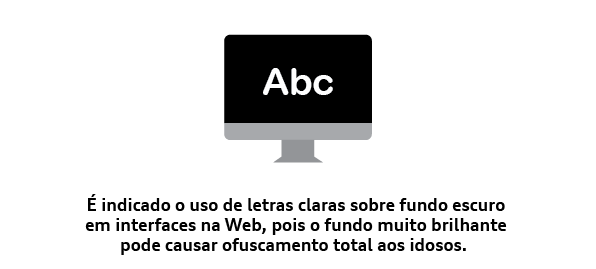 Abc
É indicado o uso de letras claras sobre fundo escuro
em interfaces na Web, pois o fundo muito brilhante
pode causar ofuscamento total aos idosos.